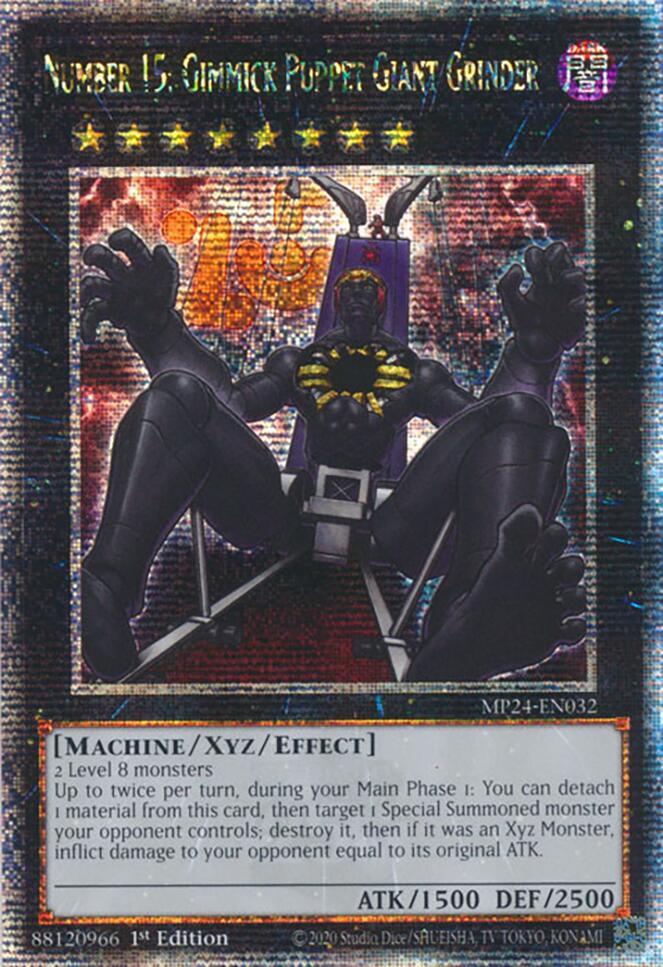 Number 15: Gimmick Puppet Giant Grinder
DARK
闇
15
MP24-EN032
[Machine/Xyz/Effect]
2 Level 8 monsters
Up to twice per turn, during your Main Phase 1: You can detach
1 material from this card, then target 1 Special Summoned monster
your opponent controls; destroy it, then if it was an Xyz Monster,
inflict damage to your opponent equal to its original ATK.
ATK/1500 DEF/2500
88120966 1st Edition ©2020 Studio Dice/SHUEISHA, TV TOKYO, KONAMI